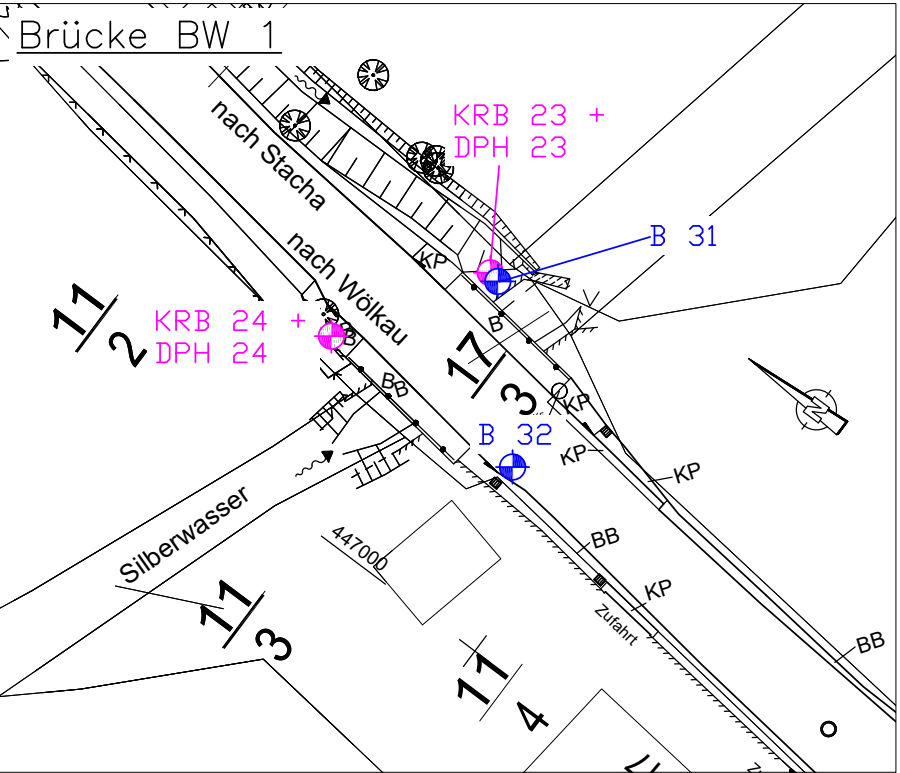 Brücke BW 1
KRB 23 +
DPH 23
nach Stacha
B 31
KP
nach Wölkau
11
2
KRB 24 +
DPH 24
B
B
17
3
BB
KP
B 32
KP
KP
N
Silberwasser
447000
BB
KP
11
3
Zufahrt
BB
11
4